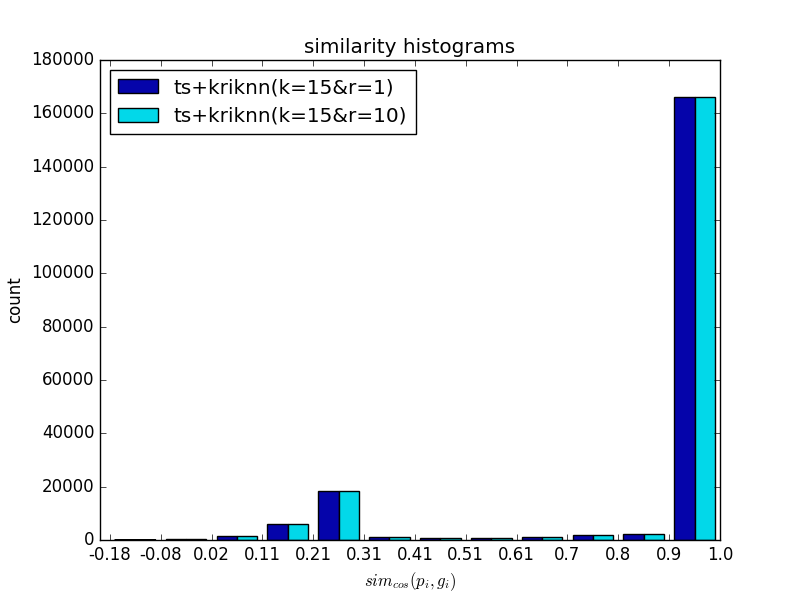 similarity histograms
180000
160000
140000
120000
100000
80000
60000
40000
20000
0
count
ts+kriknn(k=15&r=1)
ts+kriknn(k=15&r=10)
-0.18 -0.08 0.02 0.11 0.21 0.31 0.41 0.51 0.61 0.7 0.8 0.9 1.0
sim_cos(p_i, g_i)